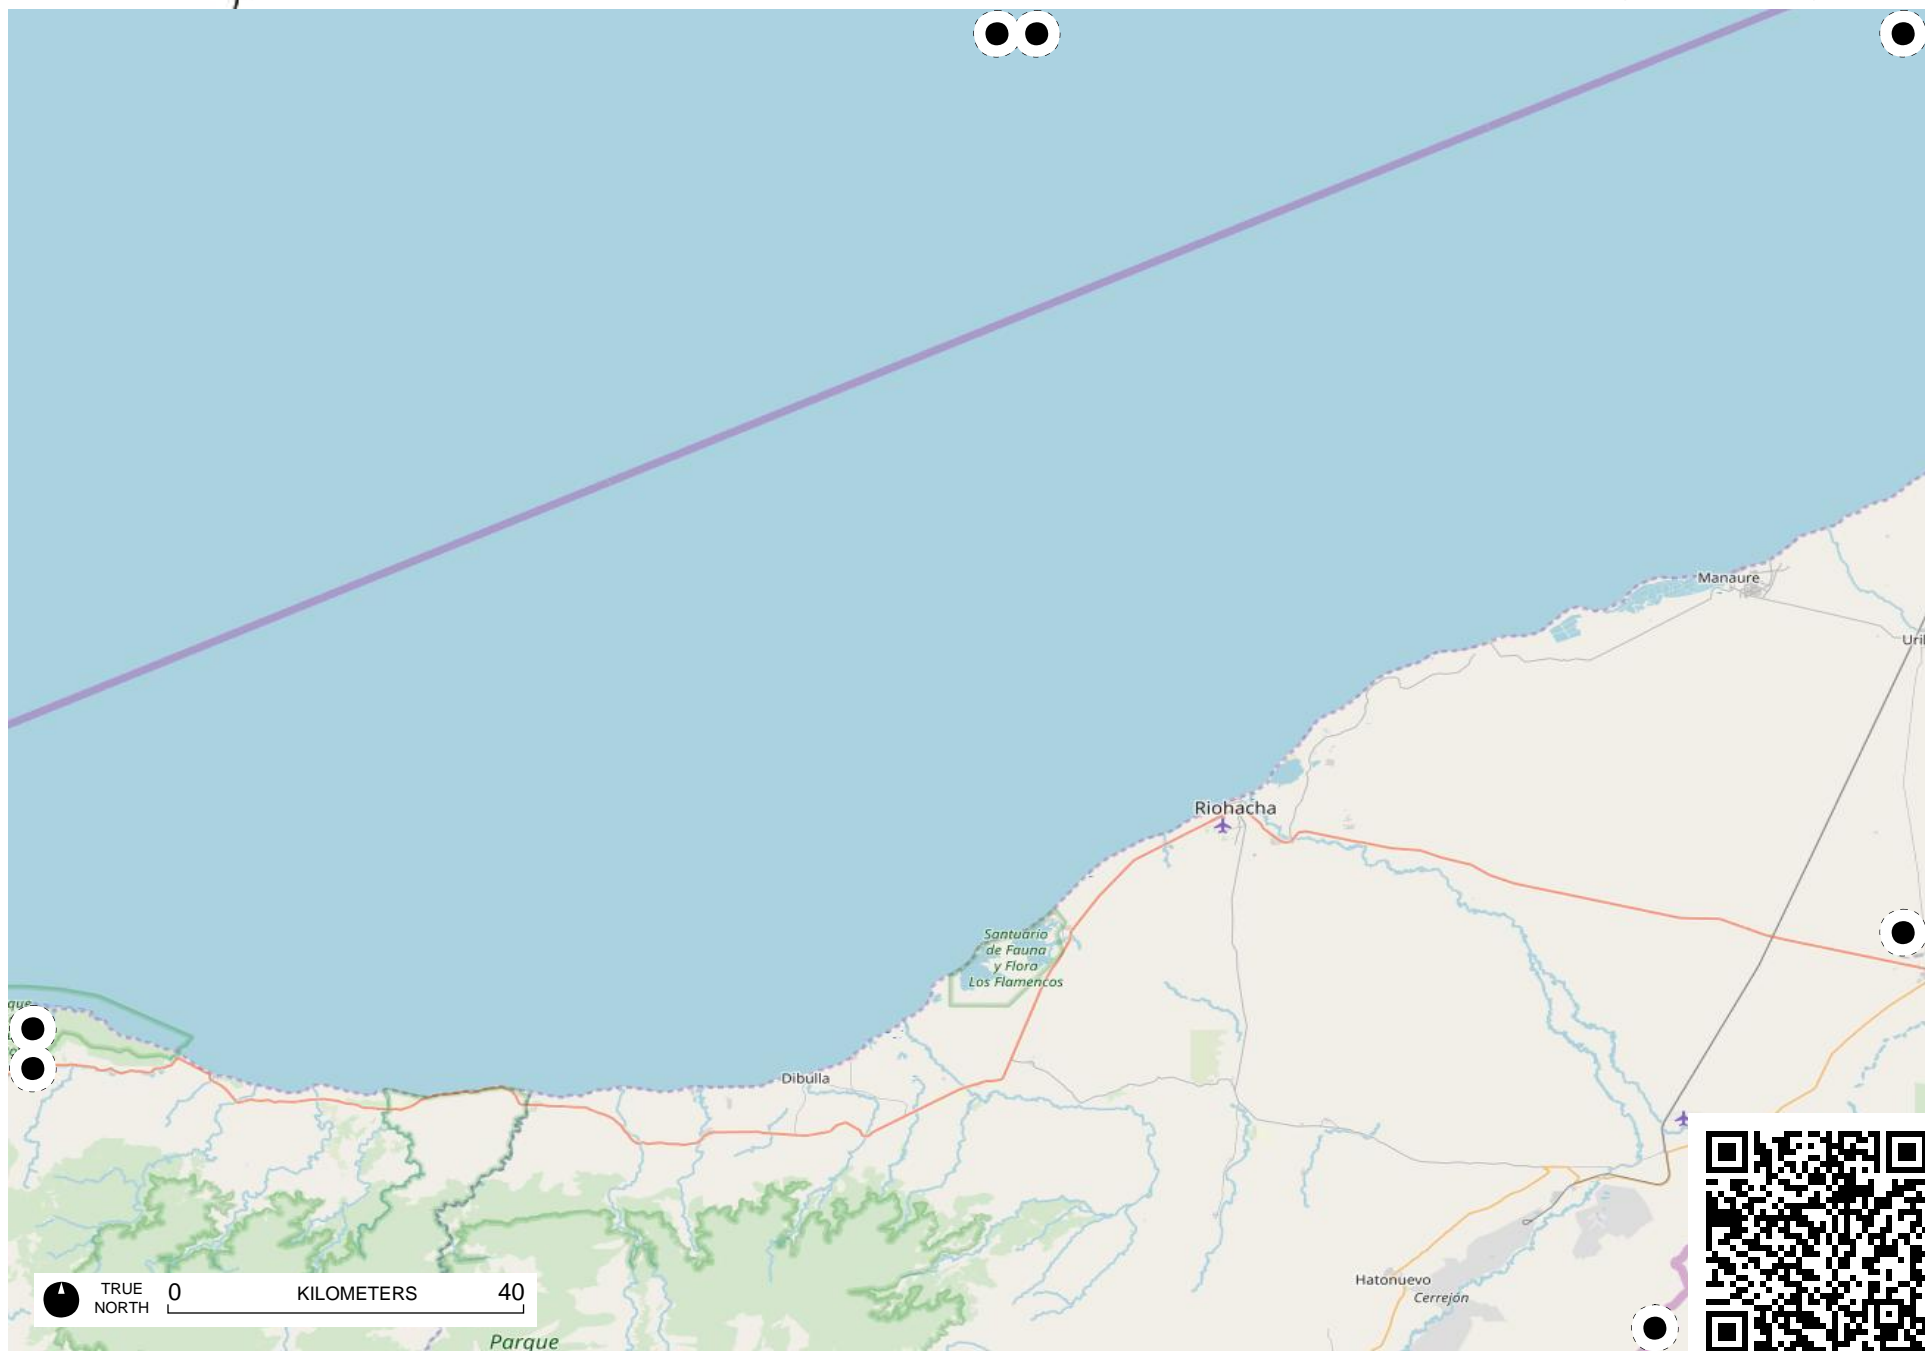 Manaure
Riohacha
Santuario
de Fauna
y Flora
Los Flamencos
Dibulla
Hatonuevo
Cerrejón
TRUE
NORTH
0
KILOMETERS
40
Parque